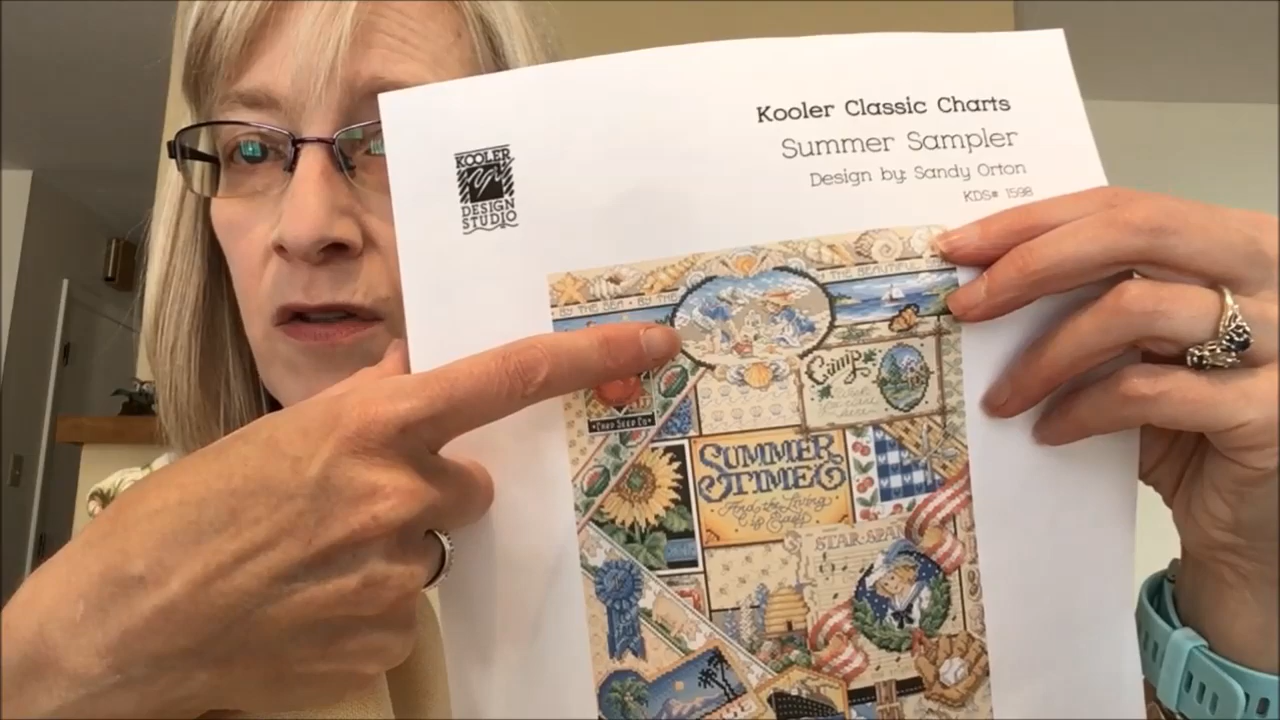 KOOLER
DESIGN
STUDIO
Kooler Classic Charts
Summer Sampler
Design by: Sandy Orton
KDS# 1598
BY THE SEA • BY THE
THE BEAUTIFUL
Camp
SUMMER
TIME
And the Living
is Easy
STAR-SPAN